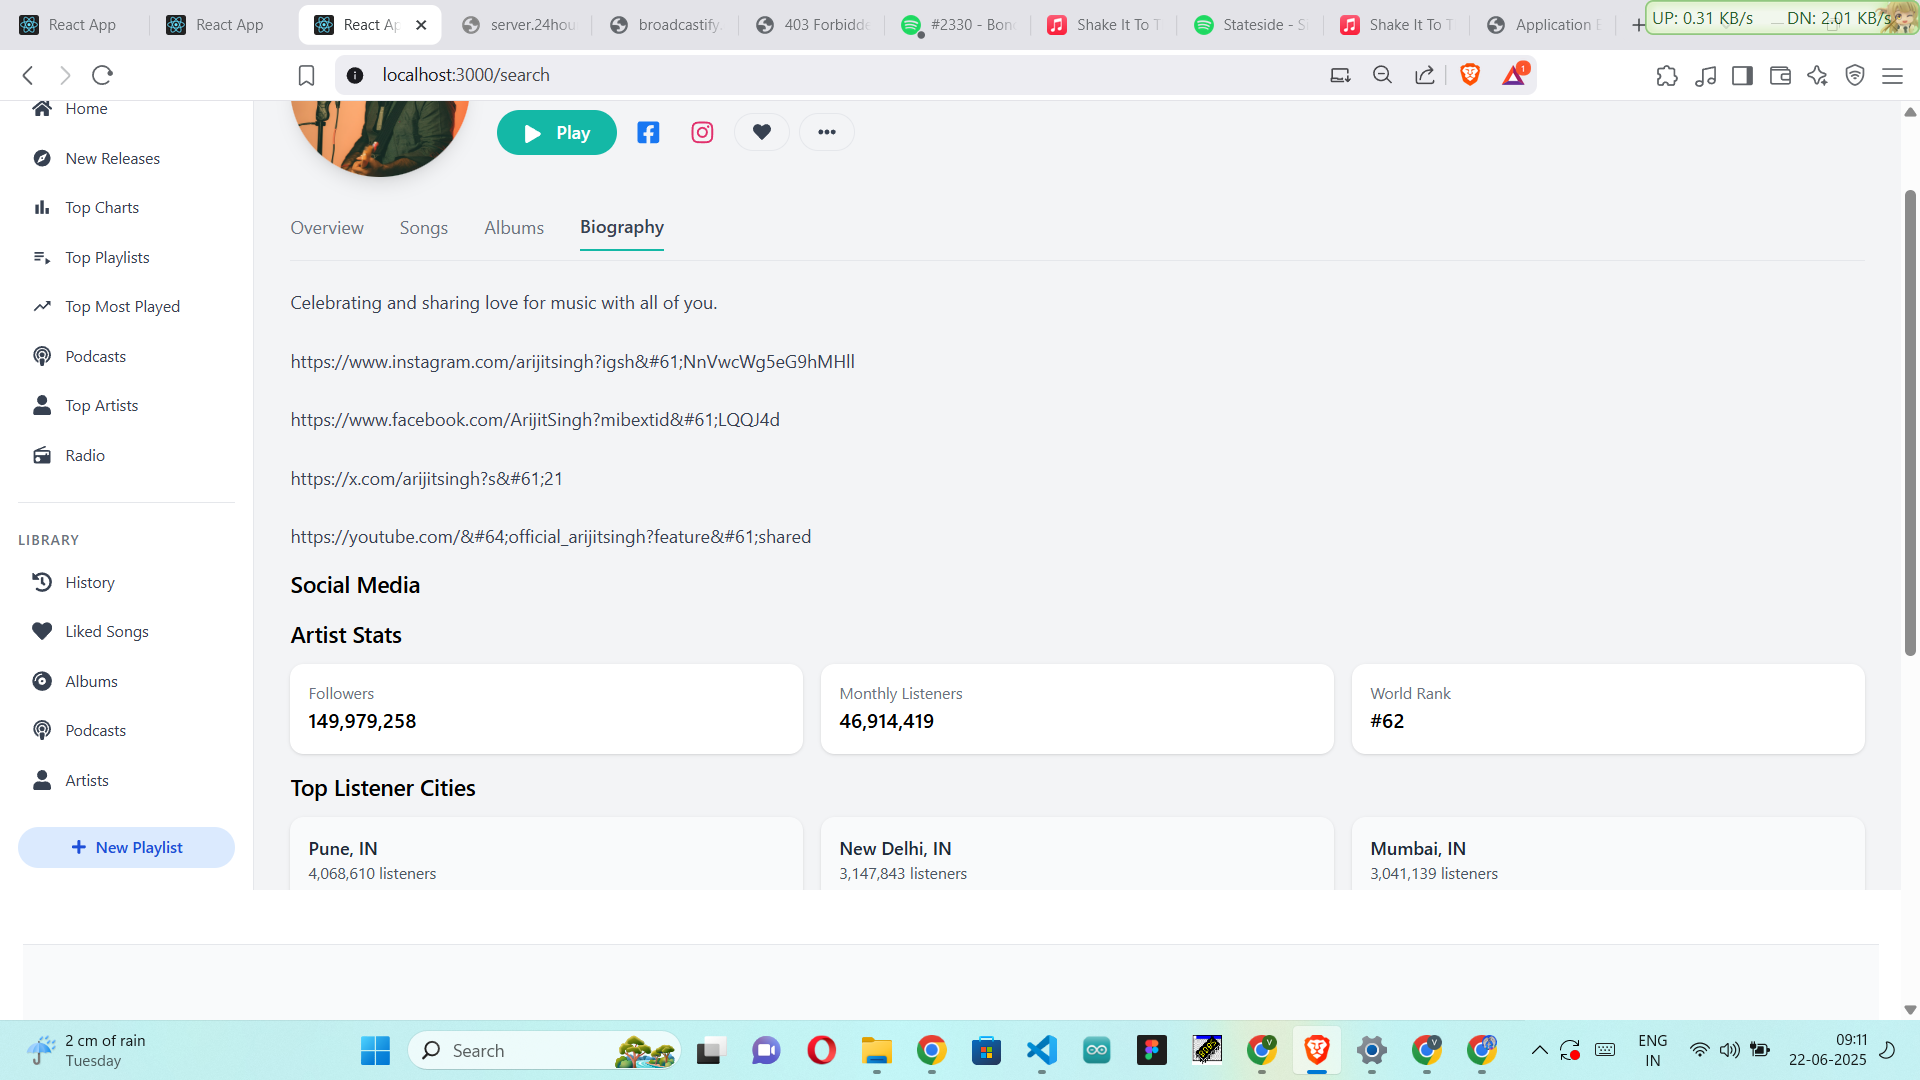 React App
React App
React Ap
server.24hou
broadcastify.
403 Forbidde
#2330 - Bon
Shake It To T
Stateside - S
Shake It To T
Application E
UP: 0.31 KB/s
DN: 2.01 KB/s
localhost:3000/search
1
Home
New Releases
Top Charts
Top Playlists
Top Most Played
Podcasts
Top Artists
Radio
LIBRARY
History
Liked Songs
Albums
Podcasts
Artists
+ New Playlist
Play
Overview
Songs
Albums
Biography
Celebrating and sharing love for music with all of you.
https://www.instagram.com/arijitsingh?igsh&#61;NnVwcWg5eG9hMHll
https://www.facebook.com/ArijitSingh?mibextid&#61;LQQJ4d
https://x.com/arijitsingh?s&#61;21
https://youtube.com/&#64;official_arijitsingh?feature&#61;shared
Social Media
Artist Stats
Followers
149,979,258
Monthly Listeners
46,914,419
World Rank
#62
Top Listener Cities
Pune, IN
4,068,610 listeners
New Delhi, IN
3,147,843 listeners
Mumbai, IN
3,041,139 listeners
2 cm of rain
Tuesday
Search
ENG
IN
09:11
22-06-2025